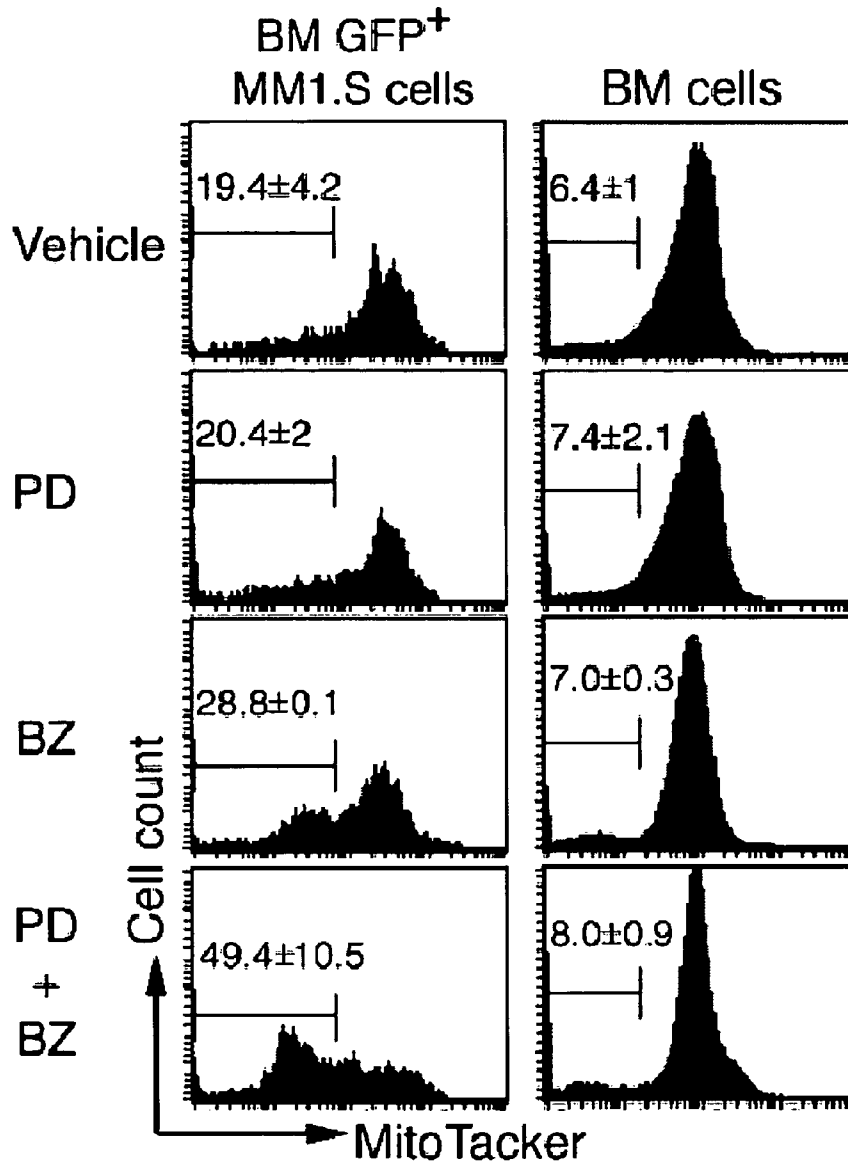 BM GFP+
MM1.S cells
BM cells
Vehicle
19.4±4.2
6.4±1
PD
20.4±2
7.4±2.1
BZ
28.8±0.1
7.0±0.3
PD
+
BZ
49.4±10.5
8.0±0.9
Cell count
MitoTacker